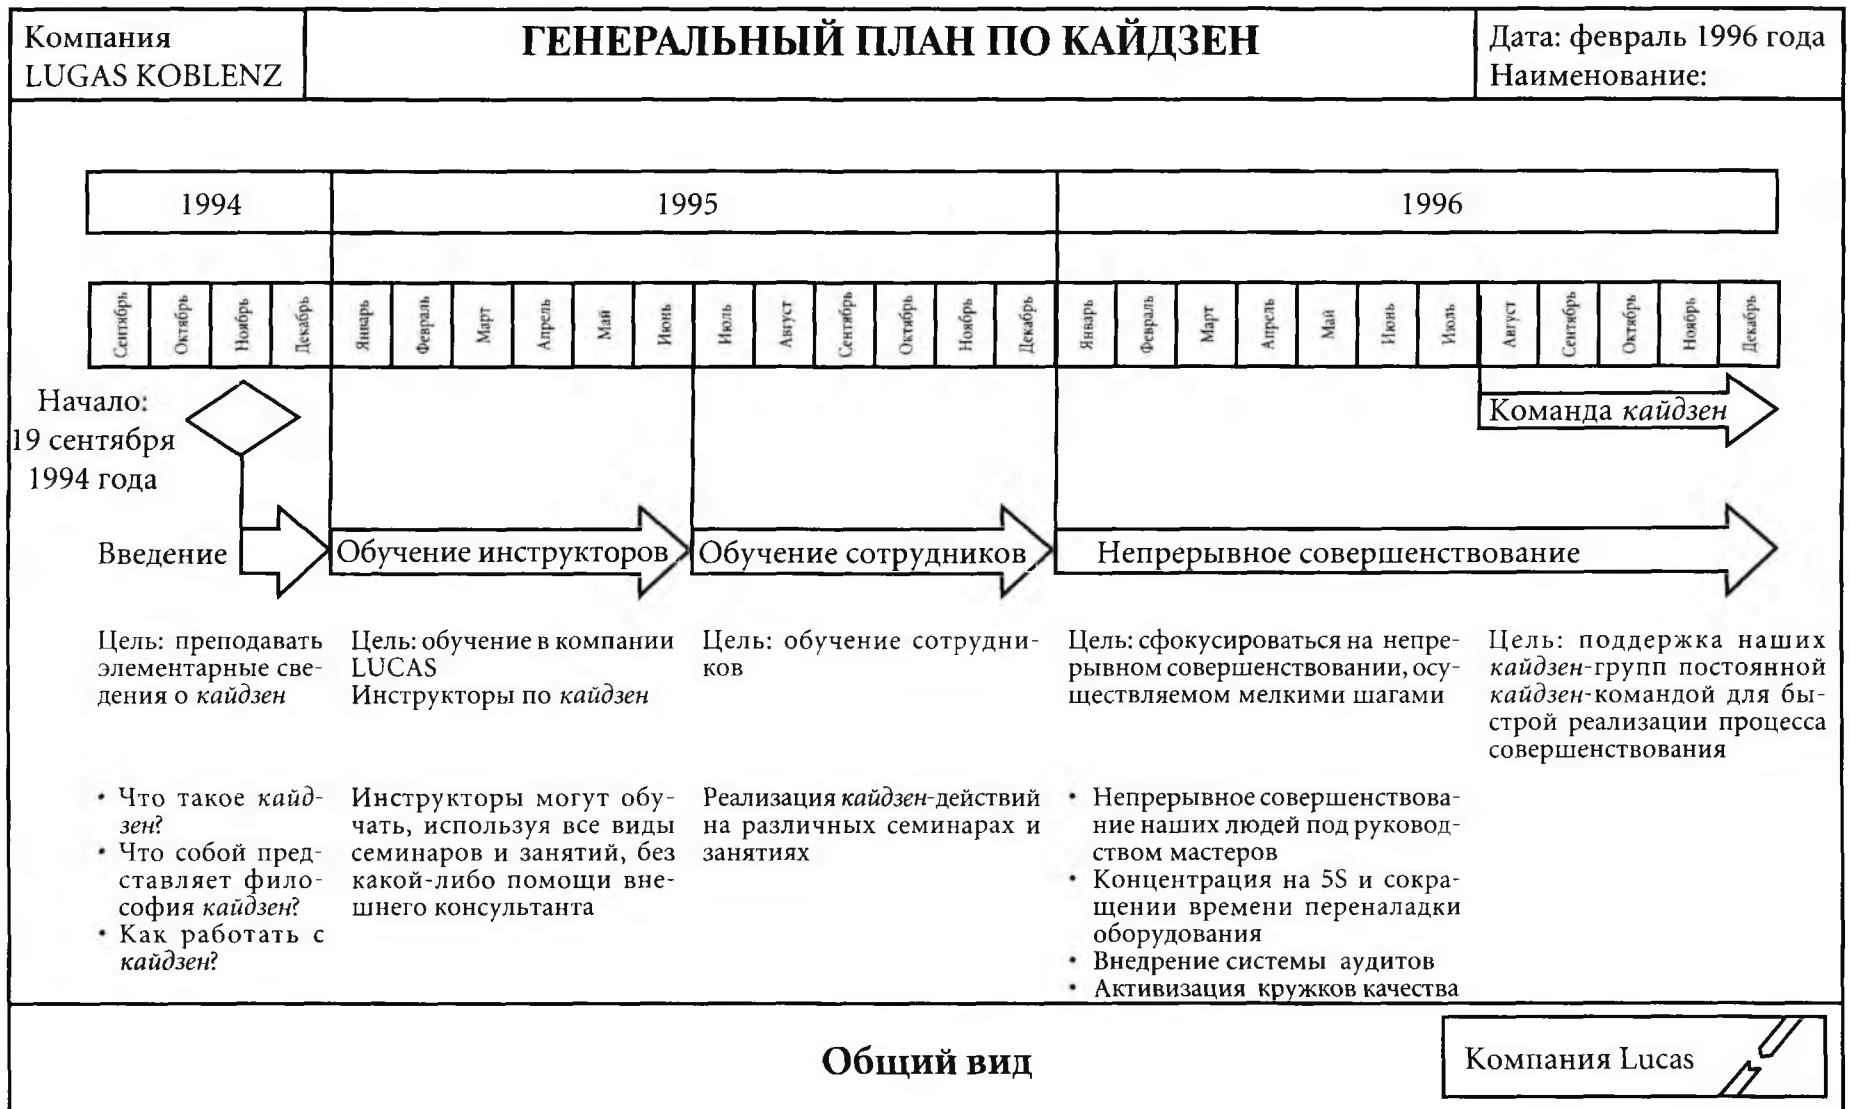 Компания
LUGAS KOBLENZ
ГЕНЕРАЛЬНЫЙ ПЛАН ПО КАЙДЗЕН
Дата: февраль 1996 года
Наименование:
1994
1995
1996
Сентябрь
Октябрь
Ноябрь
Декабрь
Январь
Февраль
Март
Апрель
Май
Июнь
Июль
Август
Сентябрь
Октябрь
Ноябрь
Декабрь
Январь
Февраль
Март
Апрель
Май
Июнь
Июль
Август
Сентябрь
Октябрь
Ноябрь
Декабрь
Начало:
19 сентября
1994 года
Команда кайдзен
Введение
Обучение инструкторов
Обучение сотрудников
Непрерывное совершенствование
Цель: преподавать
элементарные све-
дения о кайдзен
Цель: обучение в компании
LUCAS
Инструкторы по кайдзен
Цель: обучение сотрудни-
ков
Цель: сфокусироваться на непре-
рывном совершенствовании, осу-
ществляемом мелкими шагами
Цель: поддержка наших
кайдзен-групп постоянной
кайдзен-командой для бы-
строй реализации процесса
совершенствования
• Что такое кайд-
зен?
• Что собой пред-
ставляет фило-
софия кайдзен?
• Как работать с
кайдзен?
Инструкторы могут обу-
чать, используя все виды
семинаров и занятий, без
какой-либо помощи вне-
шнего консультанта
Реализация кайдзен-действий
на различных семинарах и
занятиях
• Непрерывное совершенствова-
ние наших людей под руковод-
ством мастеров
• Концентрация на 5S и сокра-
щении времени переналадки
оборудования
• Внедрение системы аудитов
• Активизация кружков качества
Общий вид
Компания Lucas